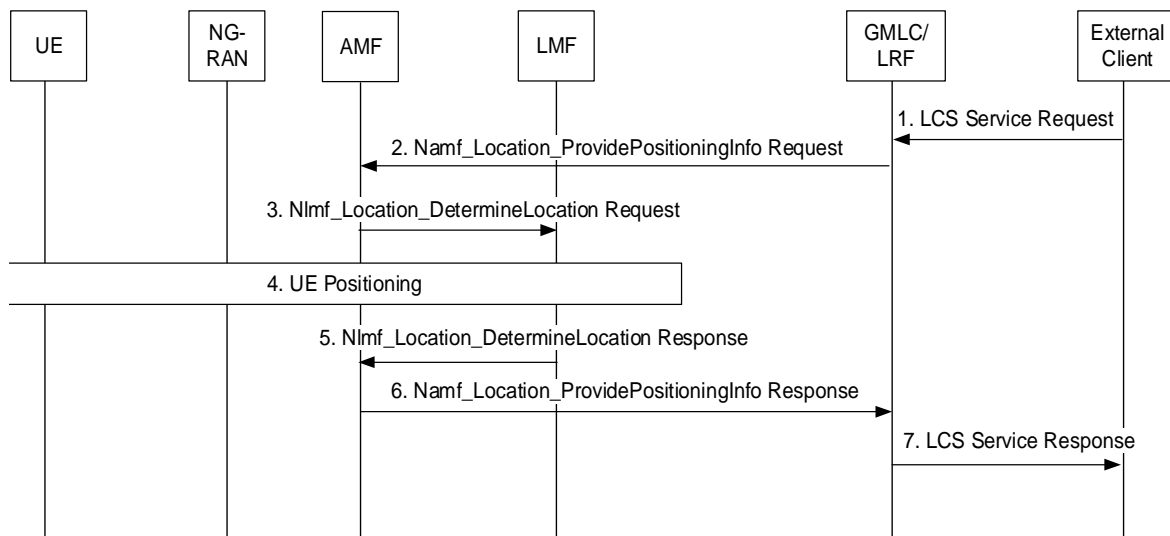 UE
NG-
RAN
AMF
LMF
GMLC/
LRF
External
Client
1. LCS Service Request
2. Namf_Location_ProvidePositioningInfo Request
3. Nlmf_Location_DetermineLocation Request
4. UE Positioning
5. Nlmf_Location_DetermineLocation Response
6. Namf_Location_ProvidePositioningInfo Response
7. LCS Service Response